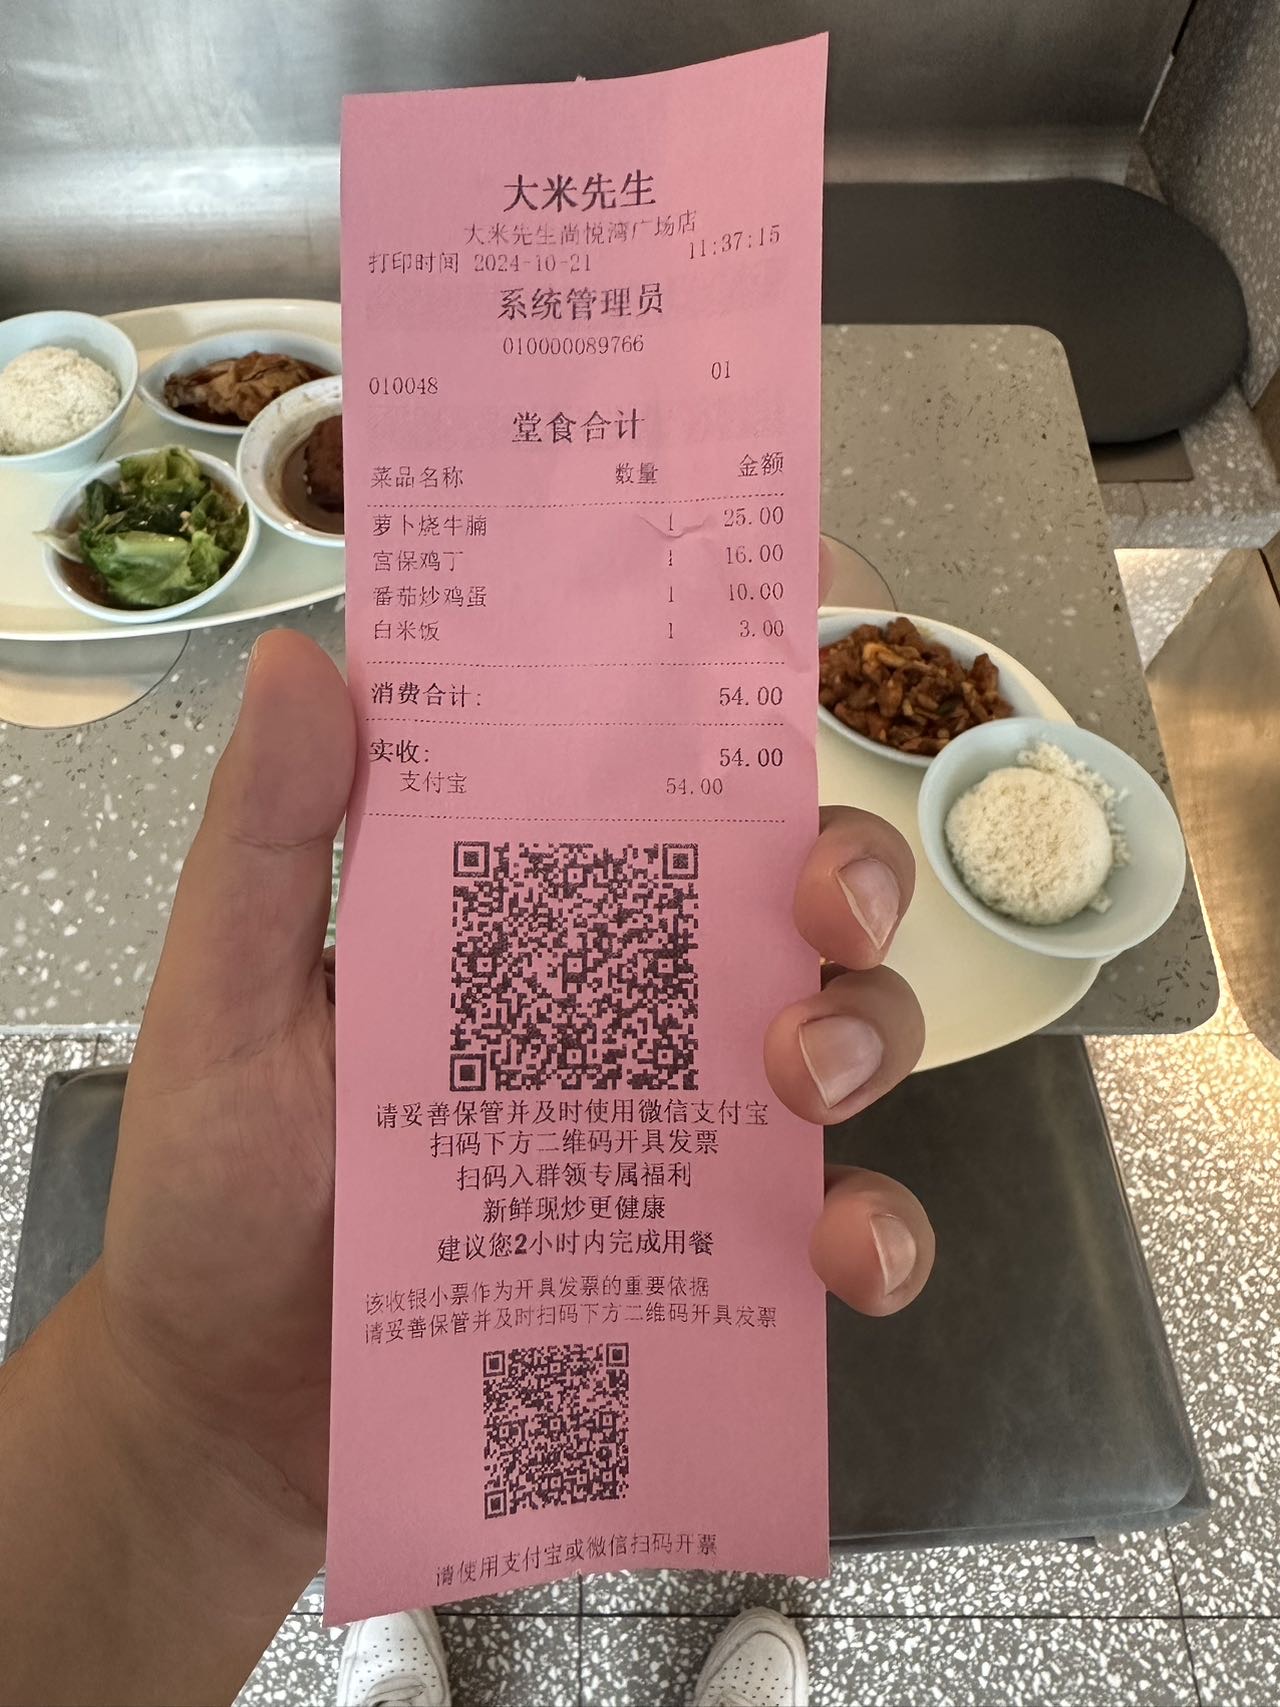 大米先生
大米先生尚悦湾广场店
打印时间 2024-10-21 11:37:15
系统管理员
010000089766
010048 01
堂食合计
菜品名称 数量 金额
萝卜烧牛腩 1 25.00
宫保鸡丁 1 16.00
番茄炒鸡蛋 1 10.00
白米饭 1 3.00
消费合计: 54.00
实收: 54.00
支付宝 54.00
请妥善保管并及时使用微信支付宝
扫码下方二维码开具发票
扫码入群领专属福利
新鲜现炒更健康
建议您2小时内完成用餐
该收银小票作为开具发票的重要依据
请妥善保管并及时扫码下方二维码开具发票
请使用支付宝或微信扫码开票